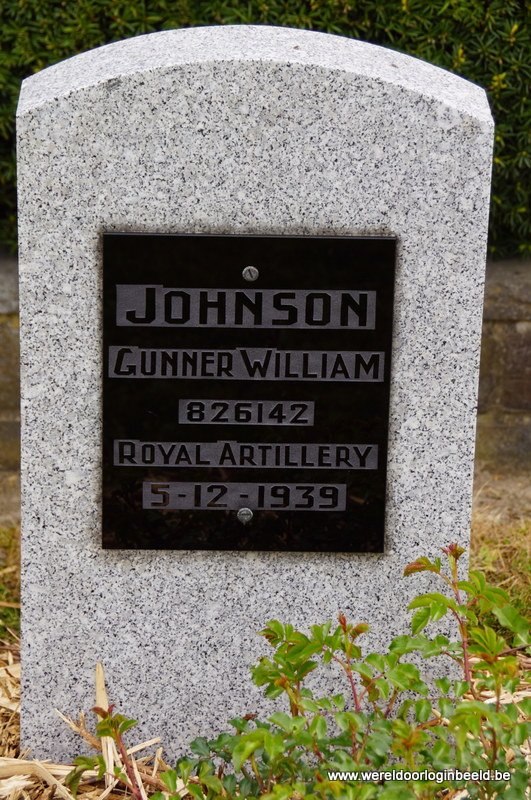 JOHNSON
GUNNER WILLIAM
826142
ROYAL ARTILLERY
5-12-1939
www.wereldoorloginbeeld.be